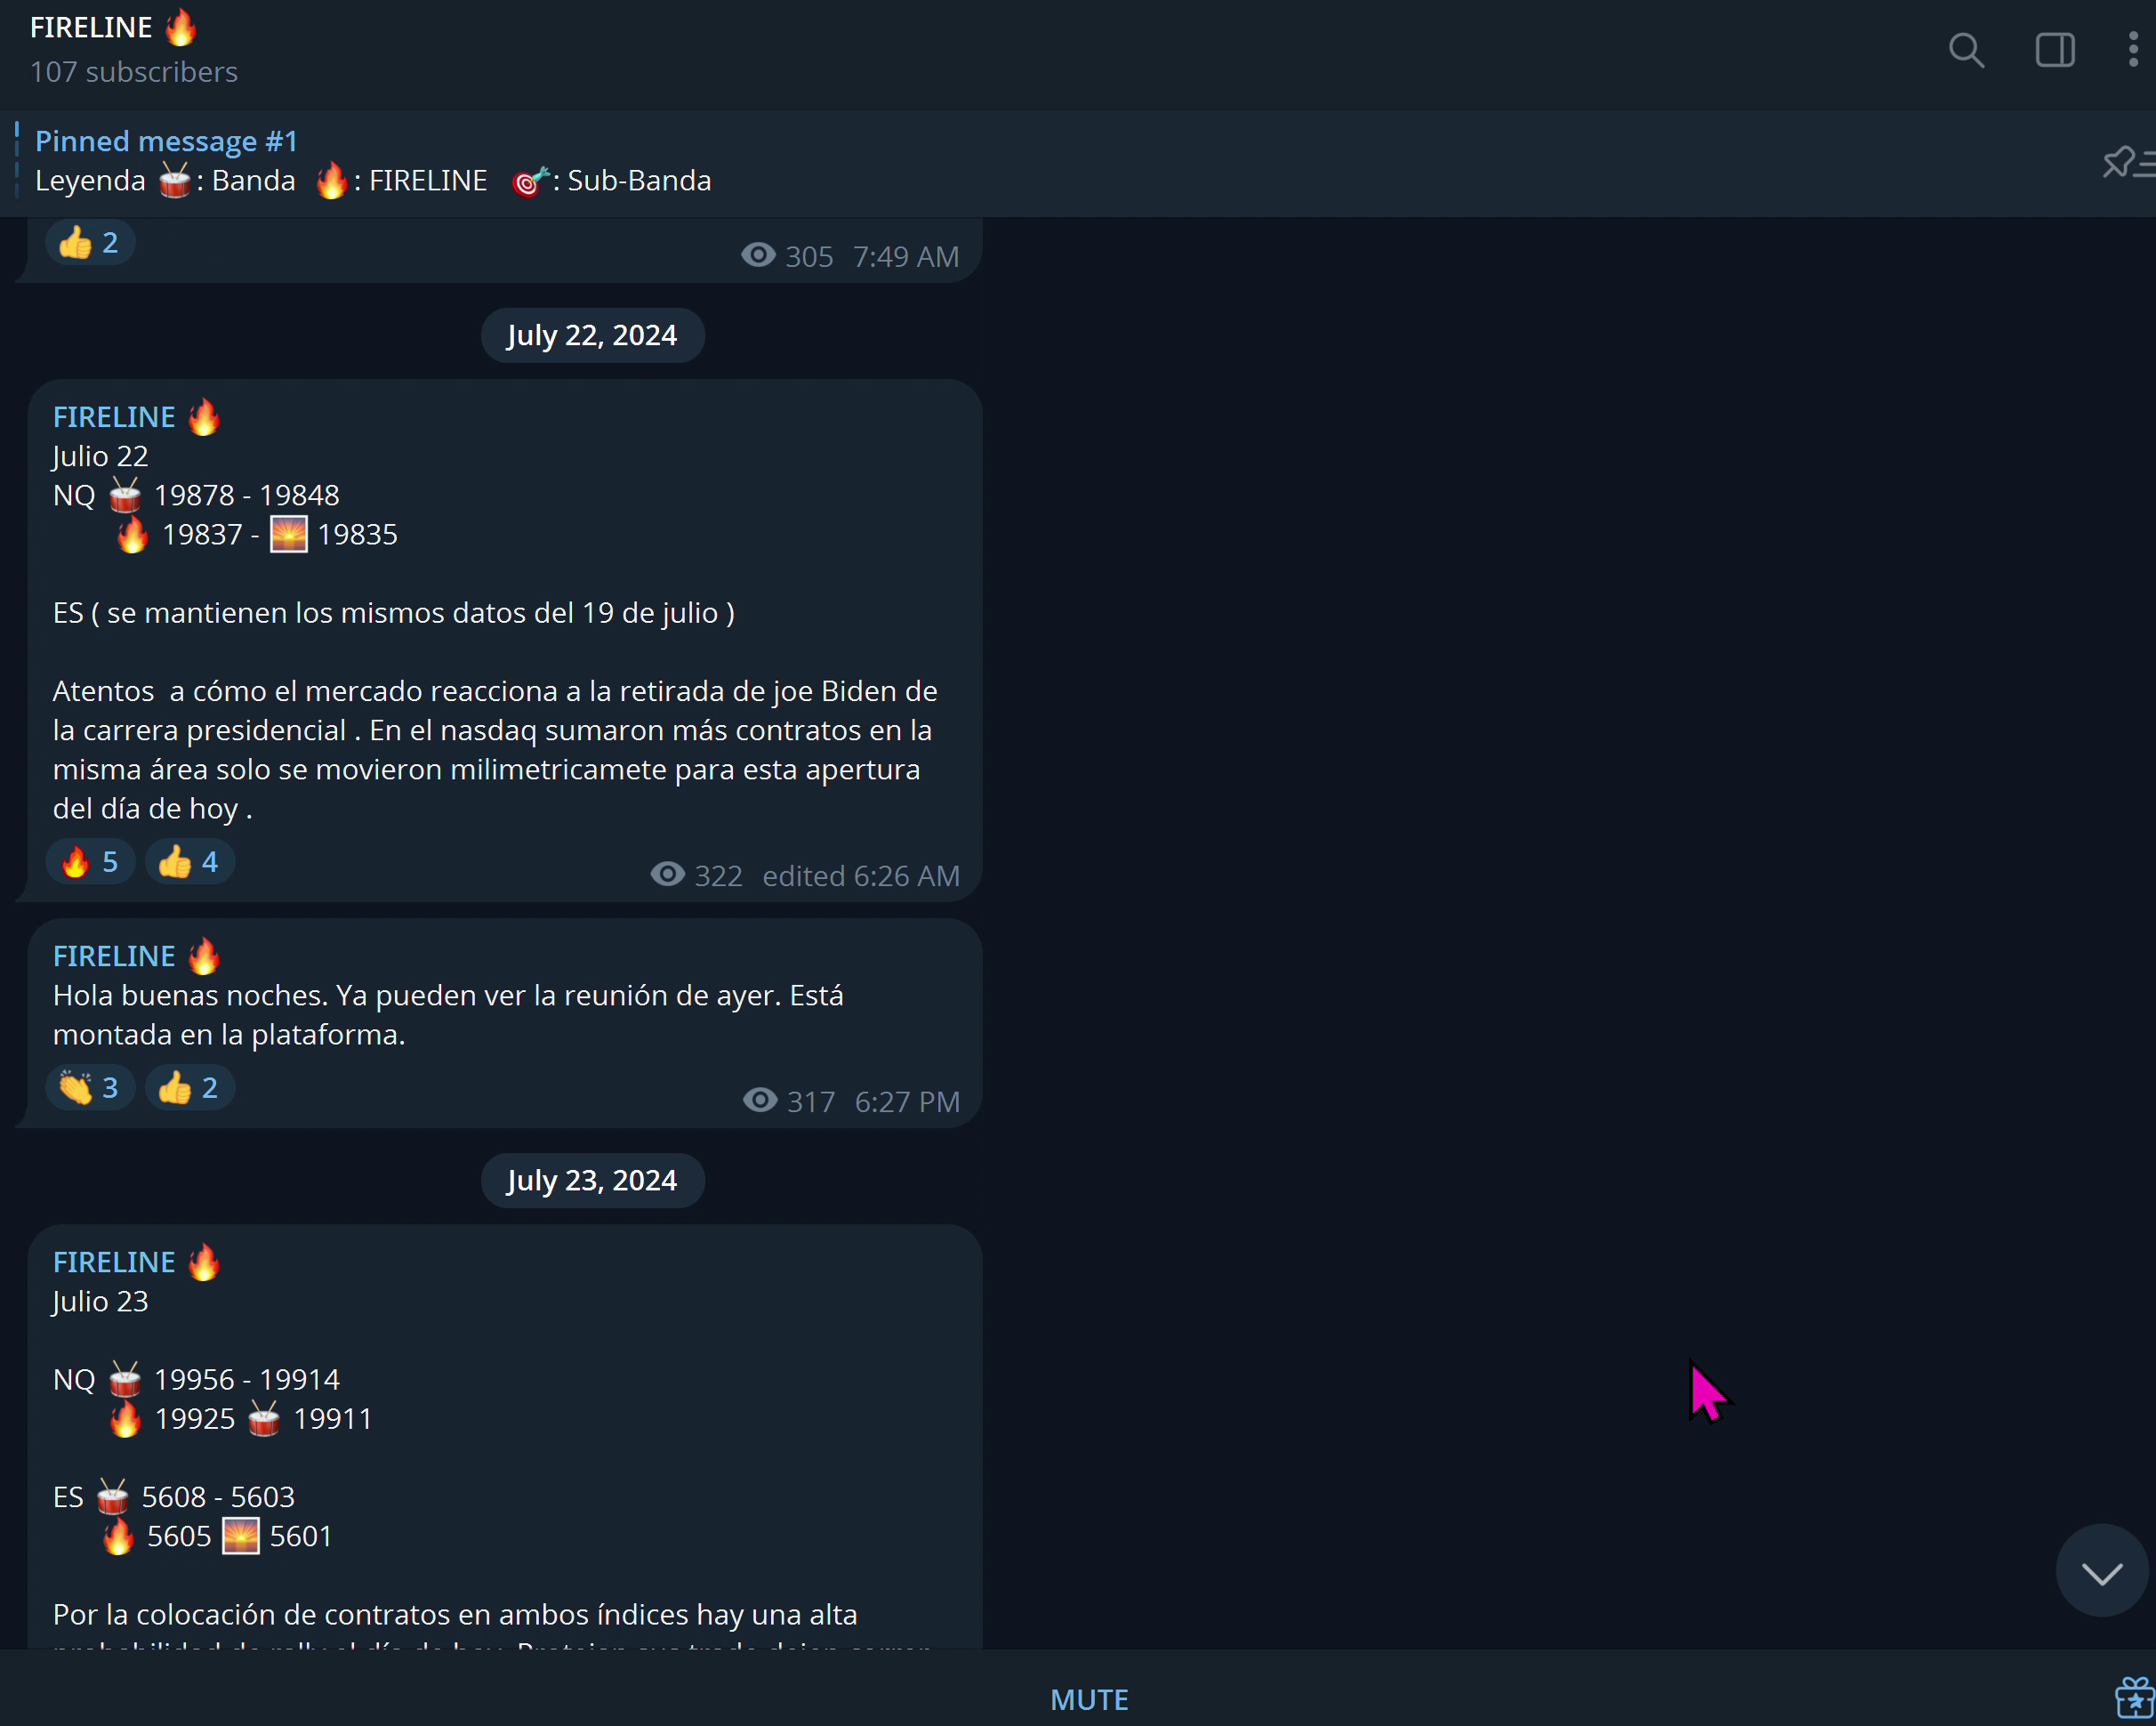 FIRELINE 🔥
107 subscribers
Pinned message #1
Leyenda 🥁: Banda 🔥: FIRELINE 🎯: Sub-Banda
👍 2
305 7:49 AM
July 22, 2024
FIRELINE 🔥
Julio 22
NQ 🥁 19878 - 19848
🔥 19837 - 🌅 19835
ES ( se mantienen los mismos datos del 19 de julio )
Atentos  a cómo el mercado reacciona a la retirada de joe Biden de
la carrera presidencial . En el nasdaq sumaron más contratos en la
misma área solo se movieron milimetricamete para esta apertura
del día de hoy .
🔥 5 👍 4
322 edited 6:26 AM
FIRELINE 🔥
Hola buenas noches. Ya pueden ver la reunión de ayer. Está
montada en la plataforma.
👏 3 👍 2
317 6:27 PM
July 23, 2024
FIRELINE 🔥
Julio 23
NQ 🥁 19956 - 19914
🔥 19925 🥁 19911
ES 🥁 5608 - 5603
🔥 5605 🌅 5601
Por la colocación de contratos en ambos índices hay una alta
MUTE